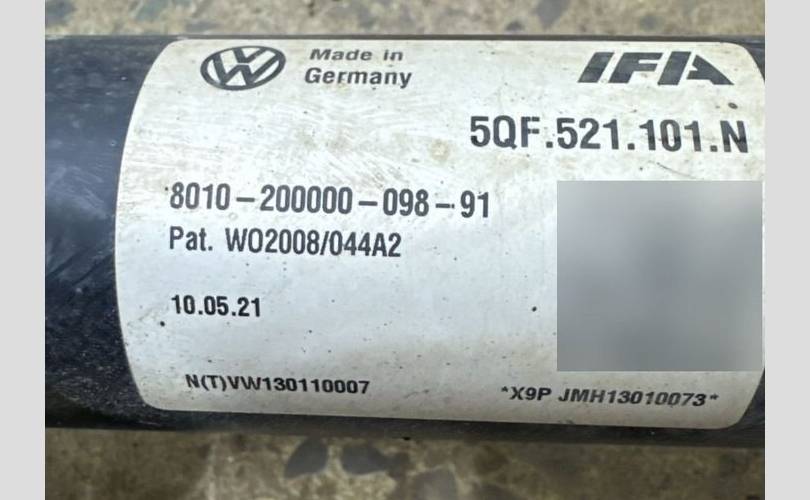 Made in
Germany
IFA
5QF.521.101.N
8010-200000-098-91
Pat. WO2008/044A2
10.05.21
N(T)VW130110007
*X9P JMH13010073*